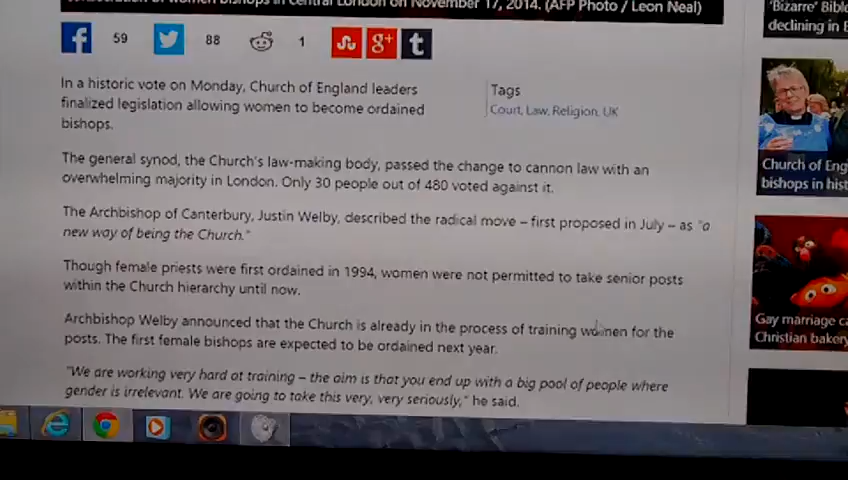 consecration of women bishops in central London on November 17, 2014. (AFP Photo / Leon Neal)
59
88
1
g+
t
In a historic vote on Monday, Church of England leaders
finalized legislation allowing women to become ordained
bishops.
Tags
Court, Law, Religion, UK
The general synod, the Church's law-making body, passed the change to cannon law with an
overwhelming majority in London. Only 30 people out of 480 voted against it.
The Archbishop of Canterbury, Justin Welby, described the radical move – first proposed in July – as "a
new way of being the Church."
Though female priests were first ordained in 1994, women were not permitted to take senior posts
within the Church hierarchy until now.
Archbishop Welby announced that the Church is already in the process of training women for the
posts. The first female bishops are expected to be ordained next year.
"We are working very hard at training – the aim is that you end up with a big pool of people where
gender is irrelevant. We are going to take this very, very seriously," he said.
'Bizarre' Bibl
declining in E
Church of Eng
bishops in hist
Gay marriage ca
Christian bakery